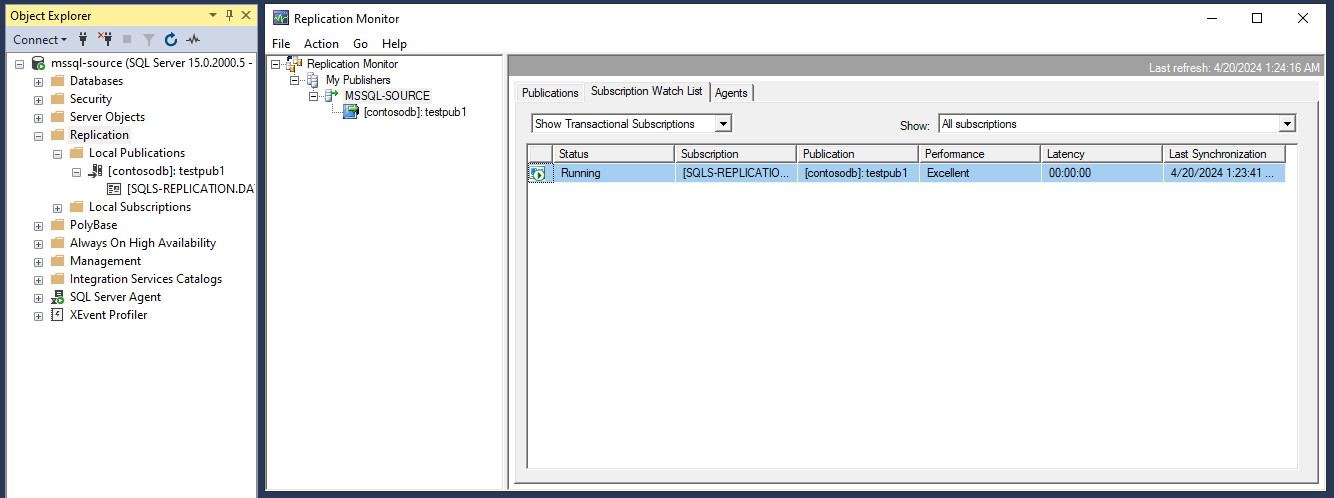 Object Explorer
Connect
mssql-source (SQL Server 15.0.2000.5 -
Databases
Security
Server Objects
Replication
Local Publications
[contosodb]: testpub1
[SQLS-REPLICATION.DA
Local Subscriptions
PolyBase
Always On High Availability
Management
Integration Services Catalogs
SQL Server Agent
XEvent Profiler
Replication Monitor
File Action Go Help
Replication Monitor
My Publishers
MSSQL-SOURCE
[contosodb]: testpub1
Last refresh: 4/20/2024 1:24:16 AM
Publications Subscription Watch List Agents
Show Transactional Subscriptions Show: All subscriptions
Status Subscription Publication Performance Latency Last Synchronization
Running [SQLS-REPLICATIO... [contosodb]: testpub1 Excellent 00:00:00 4/20/2024 1:23:41 ...